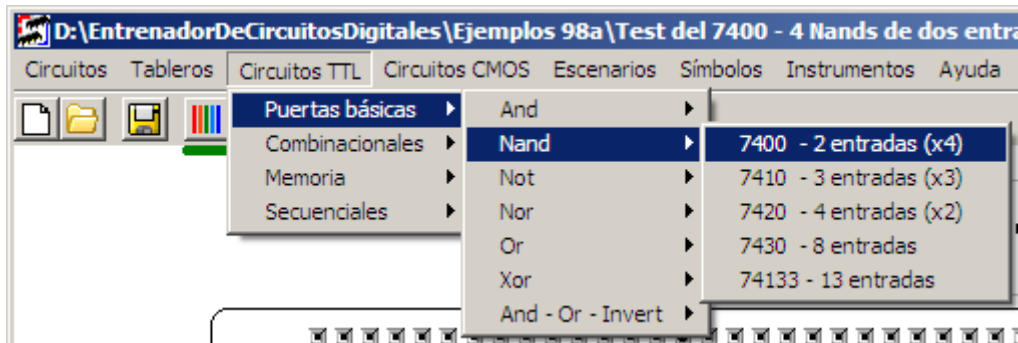 D:\EntrenadorDeCircuitosDigitales\Ejemplos 98a\Test del 7400 - 4 Nands de dos
Circuitos Tableros Circuitos TTL Circuitos CMOS Escenarios Símbolos Instrumentos Ayuda
Puertas básicas
Combinacionales
Memoria
Secuenciales
And
Nand
Not
Nor
Or
Xor
And - Or - Invert
7400 - 2 entradas (x4)
7410 - 3 entradas (x3)
7420 - 4 entradas (x2)
7430 - 8 entradas
74133 - 13 entradas